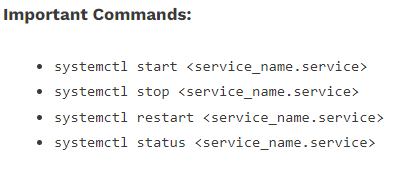 Important Commands:
• systemctl start <service_name.service>
• systemctl stop <service_name.service>
• systemctl restart <service_name.service>
• systemctl status <service_name.service>